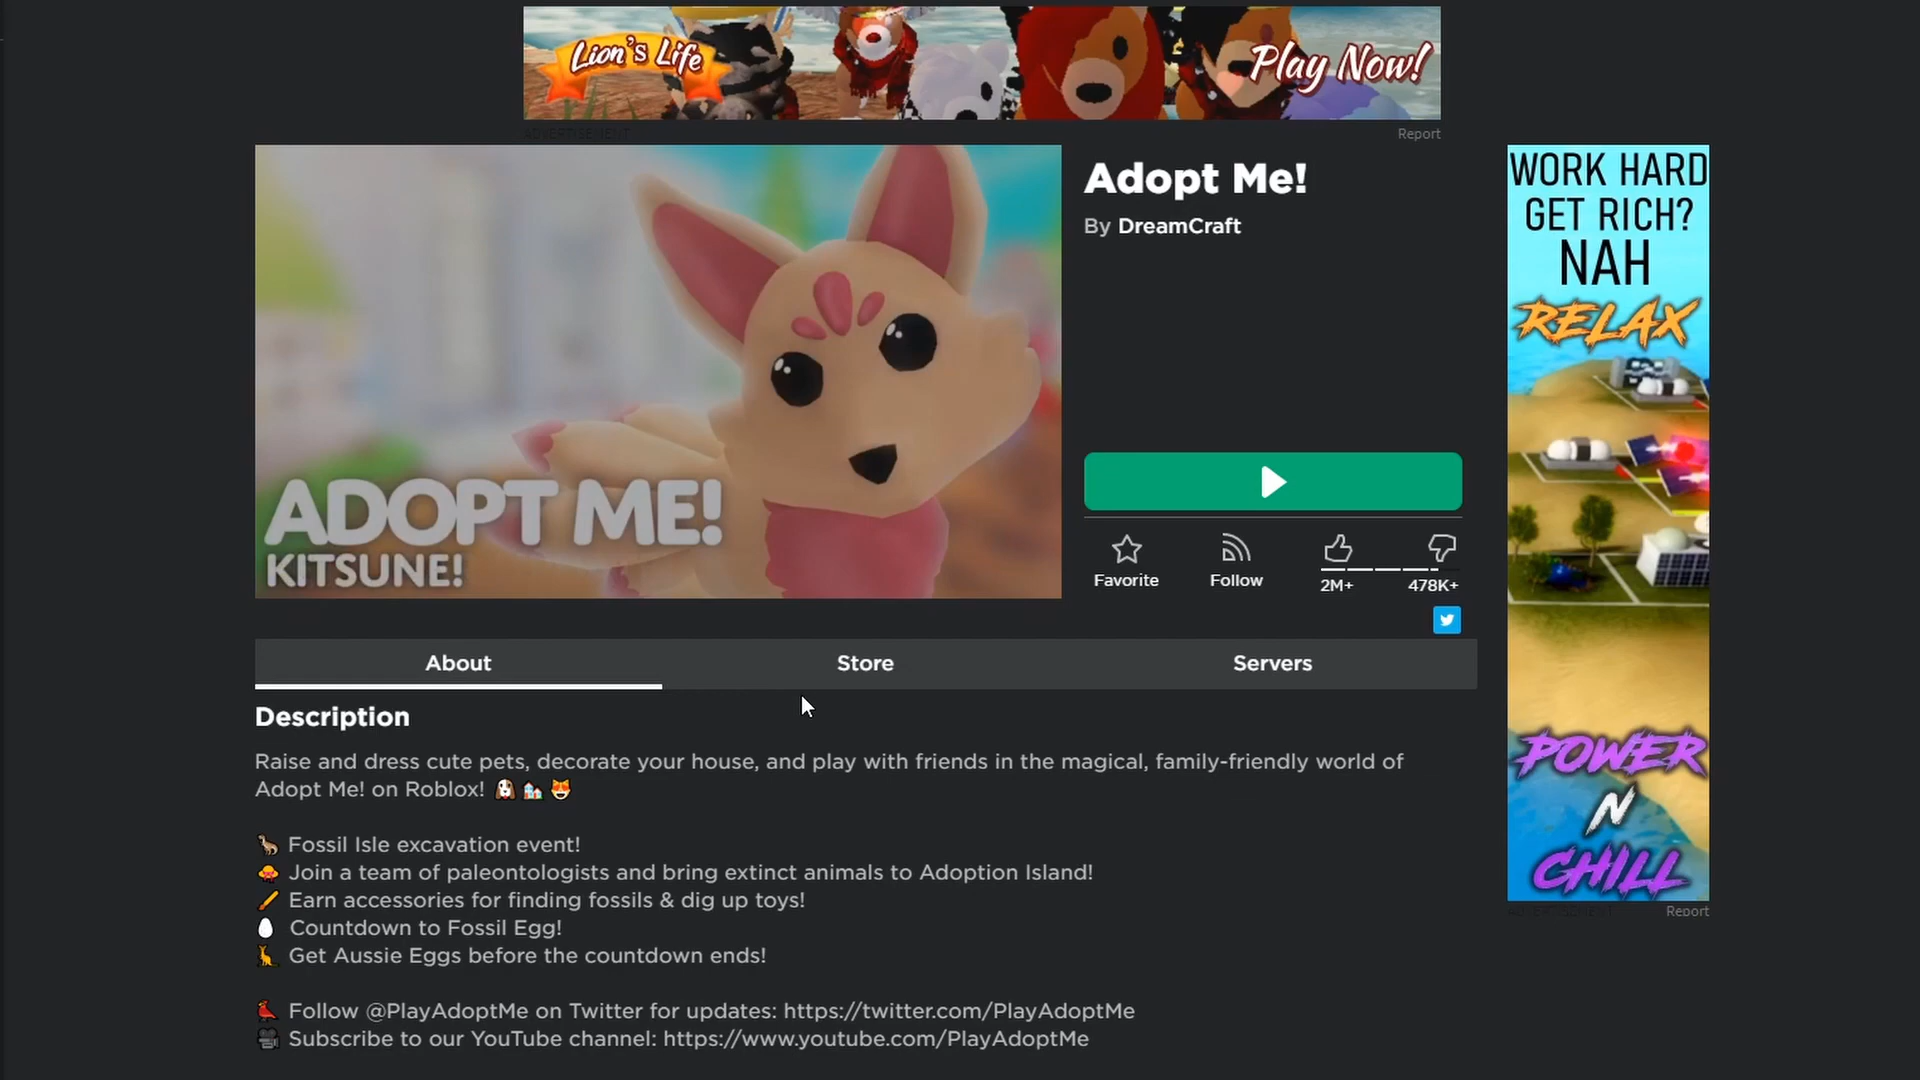 Lion's Life
Play Now!
ADVERTISEMENT
Report
ADOPT ME!
KITSUNE!
Adopt Me!
By DreamCraft
Favorite
Follow
2M+
478K+
WORK HARD
GET RICH?
NAH
RELAX
POWER
N
CHILL
ADVERTISEMENT
Report
About
Store
Servers
Description
Raise and dress cute pets, decorate your house, and play with friends in the magical, family-friendly world of
Adopt Me! on Roblox! 🐶 🏘️ 😻
🦕 Fossil Isle excavation event!
Join a team of paleontologists and bring extinct animals to Adoption Island!
Earn accessories for finding fossils & dig up toys!
🥚 Countdown to Fossil Egg!
🦘 Get Aussie Eggs before the countdown ends!
🐦 Follow @PlayAdoptMe on Twitter for updates: https://twitter.com/PlayAdoptMe
🎥 Subscribe to our YouTube channel: https://www.youtube.com/PlayAdoptMe